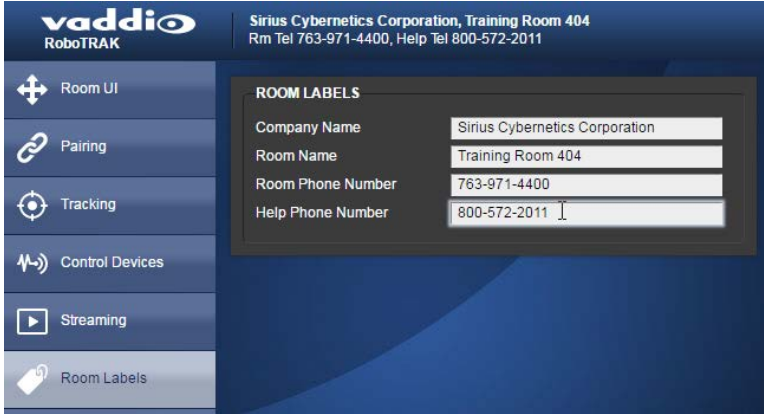 vaddio
RoboTRAK
Sirius Cybernetics Corporation, Training Room 404
Rm Tel 763-971-4400, Help Tel 800-572-2011
Room UI
Pairing
Tracking
Control Devices
Streaming
Room Labels
ROOM LABELS
Company Name Sirius Cybernetics Corporation
Room Name Training Room 404
Room Phone Number 763-971-4400
Help Phone Number 800-572-2011